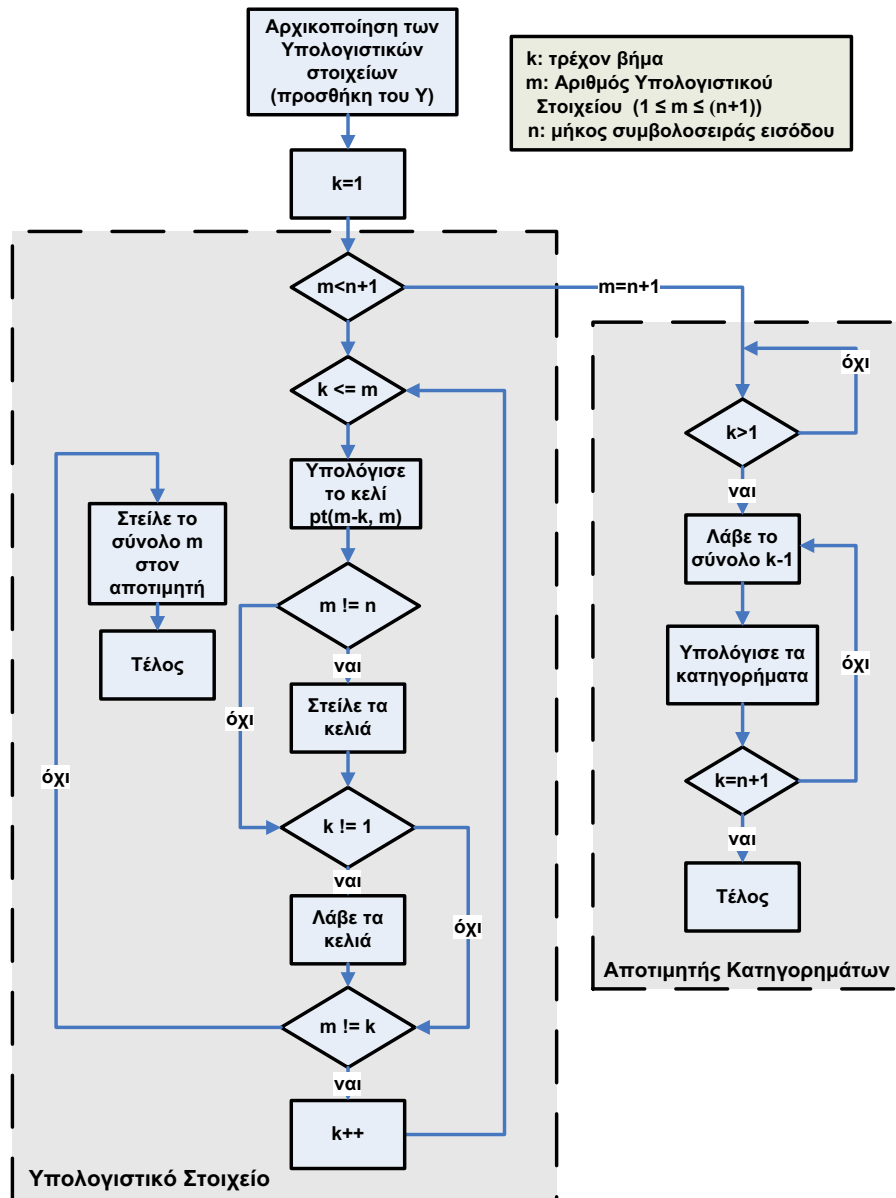 Αρχικοποίηση των
Υπολογιστικών
στοιχείων
(προσθήκη του Υ)
k: τρέχον βήμα
m: Αριθμός Υπολογιστικού
Στοιχείου (1 ≤ m ≤ (n+1))
n: μήκος συμβολοσειράς εισόδου
k=1
m<n+1
m=n+1
k <= m
όχι
k>1
Υπολόγισε
το κελί
pt(m-k, m)
ναι
Στείλε το
σύνολο m
στον
αποτιμητή
Λάβε το
σύνολο k-1
m != n
Τέλος
ναι
Υπολόγισε τα
κατηγορήματα
όχι
Στείλε τα
κελιά
όχι
όχι
k=n+1
k != 1
ναι
ναι
Λάβε τα
κελιά
όχι
Τέλος
Αποτιμητής Κατηγορημάτων
m != k
ναι
k++
Υπολογιστικό Στοιχείο